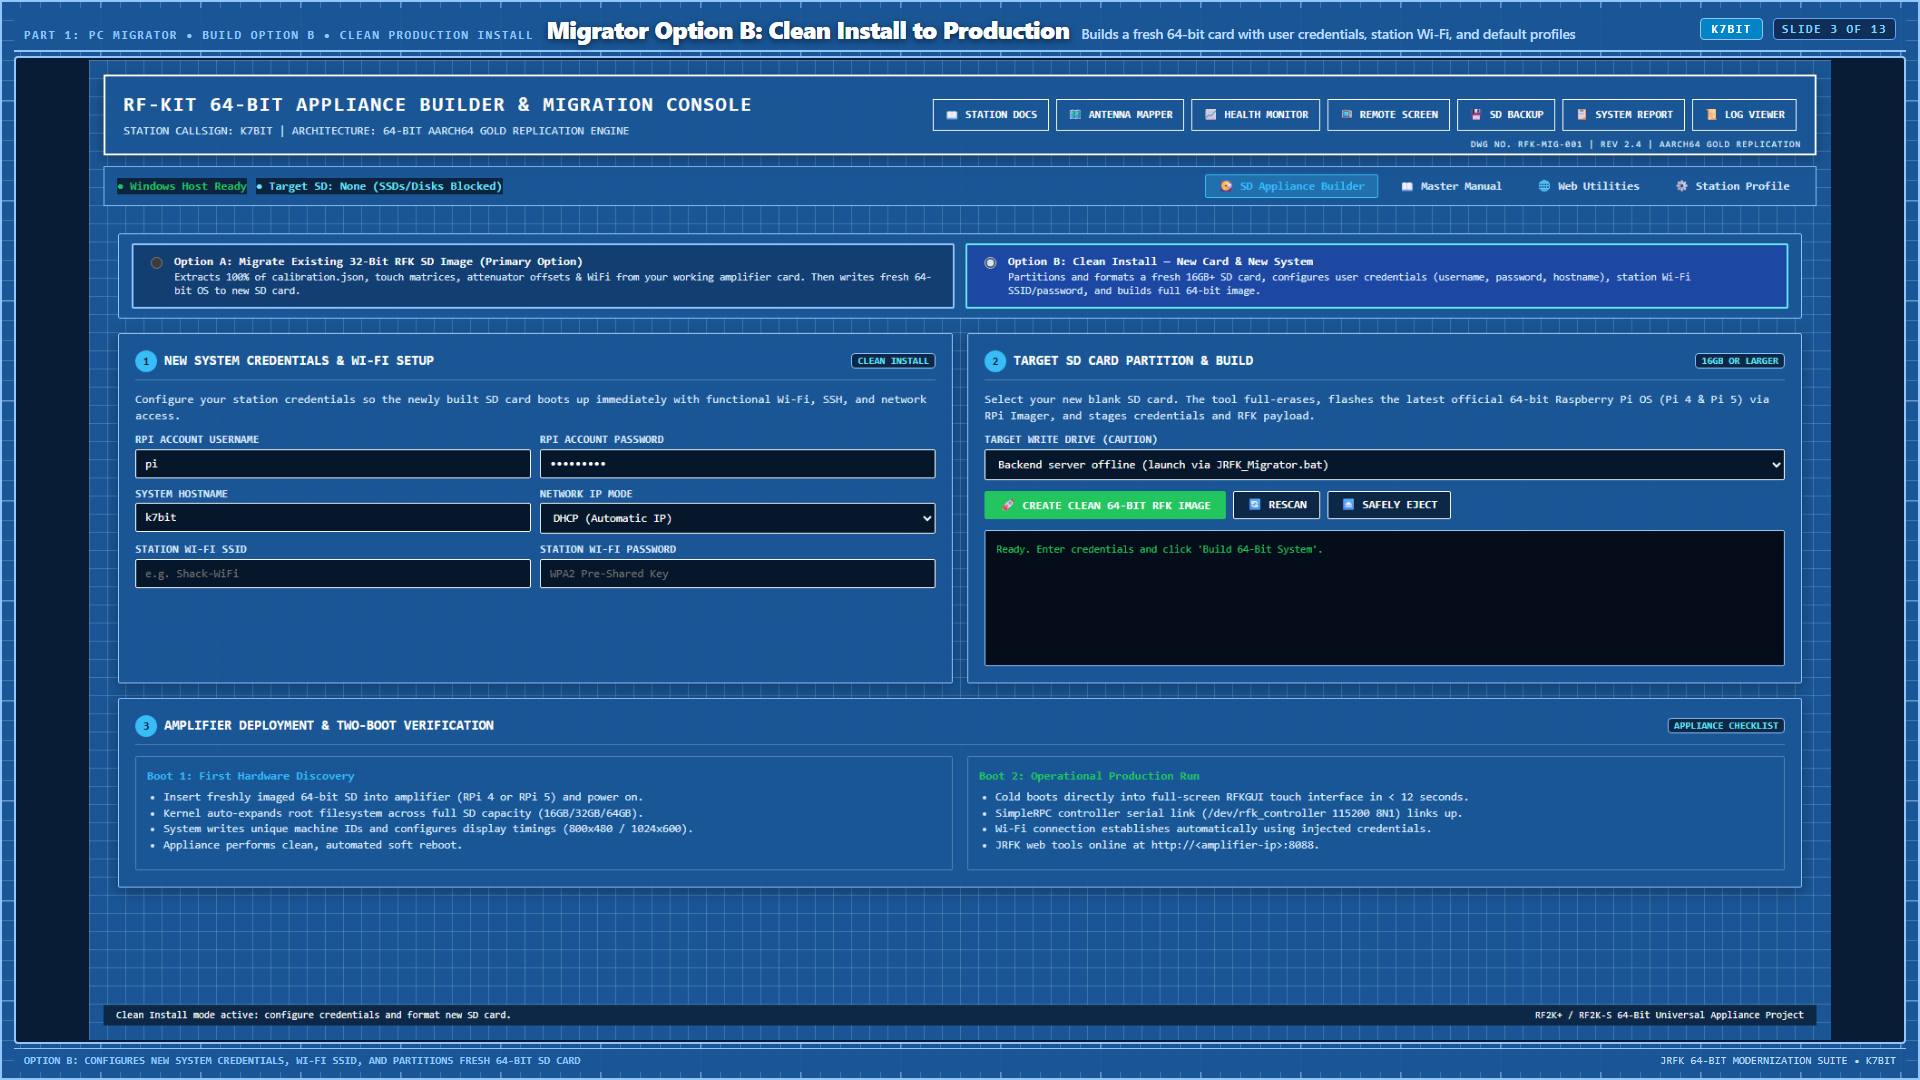 PART 1: PC MIGRATOR • BUILD OPTION B • CLEAN PRODUCTION INSTALL
Migrator Option B: Clean Install to Production
Builds a fresh 64-bit card with user credentials, station Wi-Fi, and default profiles
K7BIT
SLIDE 3 OF 13
RF-KIT 64-BIT APPLIANCE BUILDER & MIGRATION CONSOLE
STATION CALLSIGN: K7BIT | ARCHITECTURE: 64-BIT AARCH64 GOLD REPLICATION ENGINE
STATION DOCS
ANTENNA MAPPER
HEALTH MONITOR
REMOTE SCREEN
SD BACKUP
SYSTEM REPORT
LOG VIEWER
DWG NO. RFK-MIG-001 | REV 2.4 | AARCH64 GOLD REPLICATION
● Windows Host Ready
● Target SD: None (SSDs/Disks Blocked)
SD Appliance Builder
Master Manual
Web Utilities
Station Profile
Option A: Migrate Existing 32-Bit RFK SD Image (Primary Option)
Extracts 100% of calibration.json, touch matrices, attenuator offsets & WiFi from your working amplifier card. Then writes fresh 64-
bit OS to new SD card.
Option B: Clean Install — New Card & New System
Partitions and formats a fresh 16GB+ SD card, configures user credentials (username, password, hostname), station Wi-Fi
SSID/password, and builds full 64-bit image.
1 NEW SYSTEM CREDENTIALS & WI-FI SETUP
CLEAN INSTALL
Configure your station credentials so the newly built SD card boots up immediately with functional Wi-Fi, SSH, and network
access.
RPI ACCOUNT USERNAME
pi
RPI ACCOUNT PASSWORD
•••••••••
SYSTEM HOSTNAME
k7bit
NETWORK IP MODE
DHCP (Automatic IP)
STATION WI-FI SSID
e.g. Shack-WiFi
STATION WI-FI PASSWORD
WPA2 Pre-Shared Key
2 TARGET SD CARD PARTITION & BUILD
16GB OR LARGER
Select your new blank SD card. The tool full-erases, flashes the latest official 64-bit Raspberry Pi OS (Pi 4 & Pi 5) via
RPi Imager, and stages credentials and RFK payload.
TARGET WRITE DRIVE (CAUTION)
Backend server offline (launch via JRFK_Migrator.bat)
CREATE CLEAN 64-BIT RFK IMAGE
RESCAN
SAFELY EJECT
Ready. Enter credentials and click 'Build 64-Bit System'.
3 AMPLIFIER DEPLOYMENT & TWO-BOOT VERIFICATION
APPLIANCE CHECKLIST
Boot 1: First Hardware Discovery
• Insert freshly imaged 64-bit SD into amplifier (RPi 4 or RPi 5) and power on.
• Kernel auto-expands root filesystem across full SD capacity (16GB/32GB/64GB).
• System writes unique machine IDs and configures display timings (800x480 / 1024x600).
• Appliance performs clean, automated soft reboot.
Boot 2: Operational Production Run
• Cold boots directly into full-screen RFKGUI touch interface in < 12 seconds.
• SimpleRPC controller serial link (/dev/rfk_controller 115200 8N1) links up.
• Wi-Fi connection establishes automatically using injected credentials.
• JRFK web tools online at http://<amplifier-ip>:8088.
Clean Install mode active: configure credentials and format new SD card.
RF2K+ / RF2K-S 64-Bit Universal Appliance Project
OPTION B: CONFIGURES NEW SYSTEM CREDENTIALS, WI-FI SSID, AND PARTITIONS FRESH 64-BIT SD CARD
JRFK 64-BIT MODERNIZATION SUITE • K7BIT